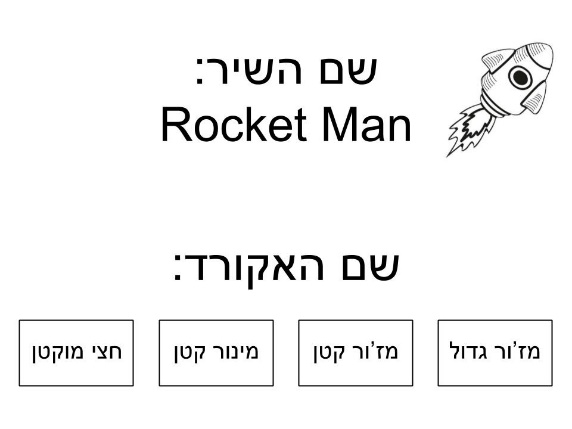 שם השיר:
Rocket Man
שם האקורד:
מז'ור גדול
מז'ור קטן
מינור קטן
חצי מוקטן